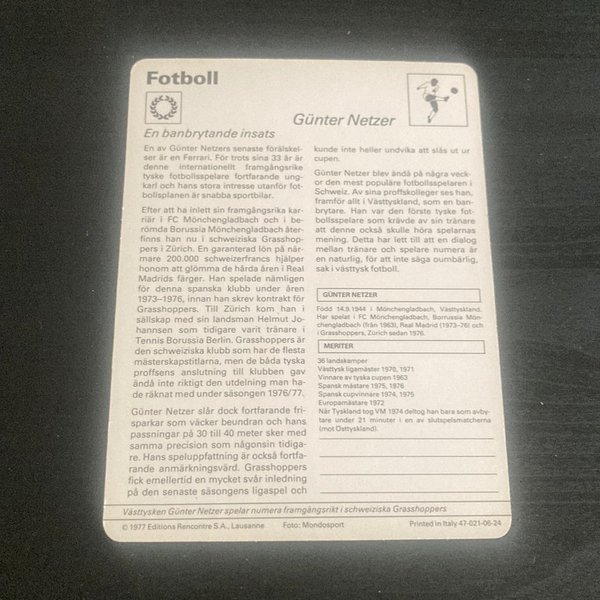 Fotboll
Günter Netzer
En banbrytande insats
En av Günter Netzers senaste förälskel-
ser är en Ferrari. För trots sina 33 år är
denne internationellt framgångsrike
tyske fotbollsspelare fortfarande ung-
karl och hans stora intresse utanför fot-
bollsplanen är snabba sportbilar.
Efter att ha inlett sin framgångsrika kar-
riär i FC Mönchengladbach och i be-
römda Borussia Mönchengladbach åter-
finns han nu i schweiziska Grasshop-
pers i Zürich. En garanterad lön på när-
mare 200.000 schweizerfrancs hjälper
honom att glömma de hårda åren i Real
Madrids färger. Han spelade nämligen
för denna spanska klubb under åren
1973–1976, innan han skrev kontrakt för
Grasshoppers. Till Zürich kom han i
sällskap med sin landsman Helmut Jo-
hannsen som tidigare varit tränare i
Tennis Borussia Berlin. Grasshoppers är
den schweiziska klubb som har de flesta
mästerskapstitlarna, men de båda tyska
proffsens anslutning till klubben gav
ändå inte riktigt den utdelning man ha-
de räknat med under säsongen 1976/77.
Günter Netzer slår dock fortfarande fri-
sparkar som väcker beundran och hans
passningar på 30 till 40 meter sker med
samma precision som någonsin tidiga-
re. Hans speluppfattning är också fortfa-
rande anmärkningsvärd. Grasshoppers
fick emellertid en mycket svår inledning
på den senaste säsongens ligaspel och
kunde inte heller undvika att slås ut ur
cupen.
Günter Netzer blev ändå på några veck-
or den mest populäre fotbollsspelaren i
Schweiz. Av sina proffskolleger ses han,
framför allt i Västtyskland, som en ban-
brytare. Han var den förste tyske fot-
bollsspelare som krävde av sin tränare
att denne också skulle höra spelarnas
mening. Detta har lett till att en dialog
mellan tränare och spelare numera är
en naturlig, för att inte säga oumbärlig,
sak i västtysk fotboll.
GÜNTER NETZER
Född 14.9.1944 i Mönchengladbach, Västtyskland.
Har spelat i FC Mönchengladbach, Borrussia Mön-
chengladbach (från 1963), Real Madrid (1973–76) och
i Grasshoppers, Zürich sedan 1976.
MERITER
36 landskamper
Västtysk ligamäster 1970, 1971
Vinnare av tyska cupen 1963
Spansk mästare 1975, 1976
Spansk cupvinnare 1974, 1975
Europamästare 1972
När Tyskland tog VM 1974 deltog han bara som avby-
tare under 21 minuter i en av slutspelsmatcherna
(mot Östtyskland).
Västtysken Günter Netzer spelar numera framgångsrikt i schweiziska Grasshoppers
© 1977 Editions Rencontre S.A., Lausanne Foto: Mondosport Printed in Italy 47-021-06-24